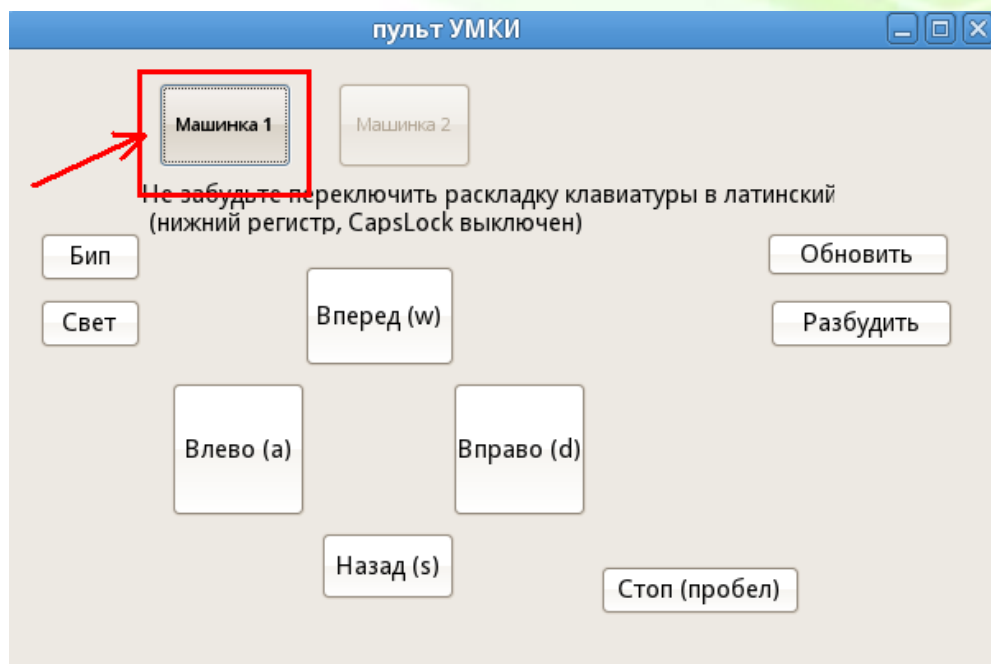 пульт УМКИ
Машинка 1
Машинка 2
Не забудьте переключить раскладку клавиатуры в латинский
(нижний регистр, CapsLock выключен)
Бип
Обновить
Свет
Вперед (w)
Разбудить
Влево (a)
Вправо (d)
Назад (s)
Стоп (пробел)